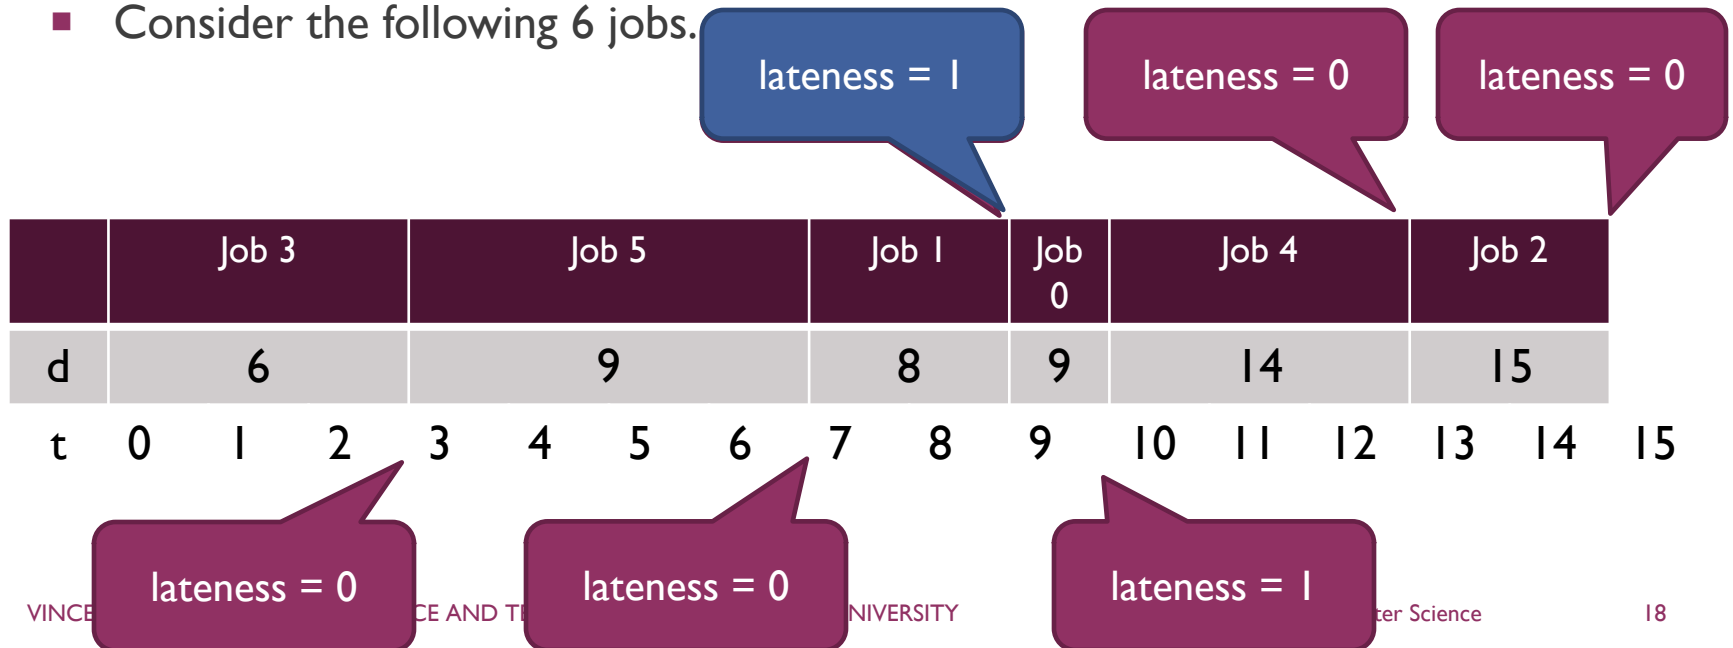 ▪ Consider the following 6 jobs.
lateness = 1
lateness = 0
lateness = 0
Job 3 Job 5 Job 1 Job 0 Job 4 Job 2
d 6 9 8 9 14 15
t 0 1 2 3 4 5 6 7 8 9 10 11 12 13 14 15
lateness = 0
lateness = 0
lateness = 1
VINCE CE AND TE NIVERSITY ter Science 18